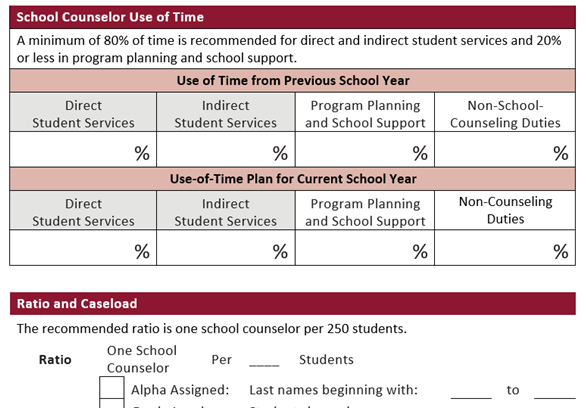 School Counselor Use of Time
A minimum of 80% of time is recommended for direct and indirect student services and 20%
or less in program planning and school support.
Use of Time from Previous School Year
Direct Student Services
Indirect Student Services
Program Planning and School Support
Non-School-Counseling Duties
% % % %
Use-of-Time Plan for Current School Year
Direct Student Services
Indirect Student Services
Program Planning and School Support
Non-Counseling Duties
% % % %
Ratio and Caseload
The recommended ratio is one school counselor per 250 students.
Ratio One School Counselor Per ____ Students
Alpha Assigned: Last names beginning with: _____ to _____